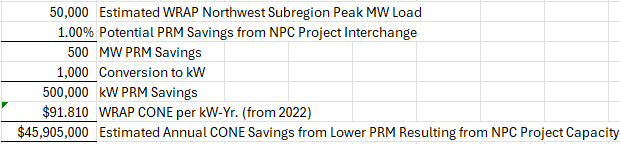 50,000 Estimated WRAP Northwest Subregion Peak MW Load
1.00% Potential PRM Savings from NPC Project Interchange
500 MW PRM Savings
1,000 Conversion to kW
500,000 kW PRM Savings
$91.810 WRAP CONE per kW-Yr. (from 2022)
$45,905,000 Estimated Annual CONE Savings from Lower PRM Resulting from NPC Project Capacity